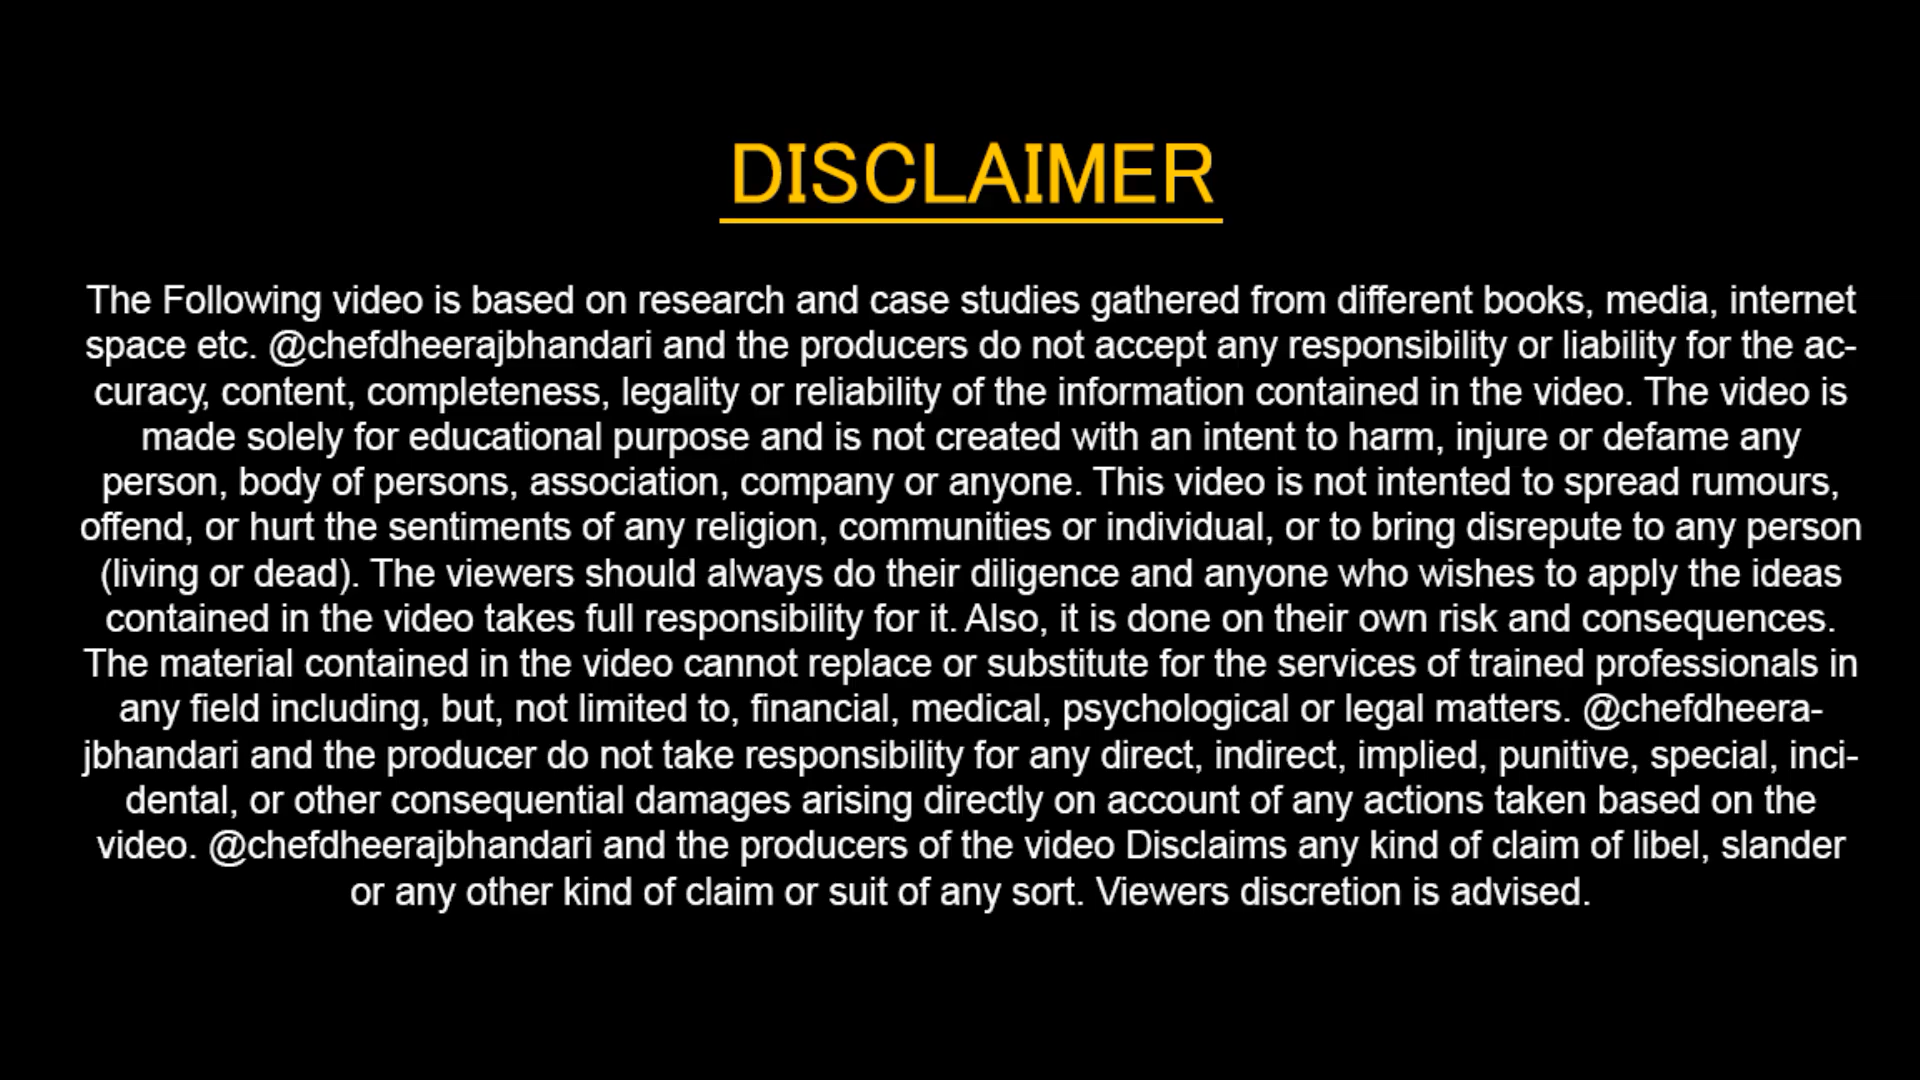 DISCLAIMER
The Following video is based on research and case studies gathered from different books, media, internet
space etc. @chefdheerajbhandari and the producers do not accept any responsibility or liability for the ac-
curacy, content, completeness, legality or reliability of the information contained in the video. The video is
made solely for educational purpose and is not created with an intent to harm, injure or defame any
person, body of persons, association, company or anyone. This video is not intented to spread rumours,
offend, or hurt the sentiments of any religion, communities or individual, or to bring disrepute to any person
(living or dead). The viewers should always do their diligence and anyone who wishes to apply the ideas
contained in the video takes full responsibility for it. Also, it is done on their own risk and consequences.
The material contained in the video cannot replace or substitute for the services of trained professionals in
any field including, but, not limited to, financial, medical, psychological or legal matters. @chefdheera-
jbhandari and the producer do not take responsibility for any direct, indirect, implied, punitive, special, inci-
dental, or other consequential damages arising directly on account of any actions taken based on the
video. @chefdheerajbhandari and the producers of the video Disclaims any kind of claim of libel, slander
or any other kind of claim or suit of any sort. Viewers discretion is advised.